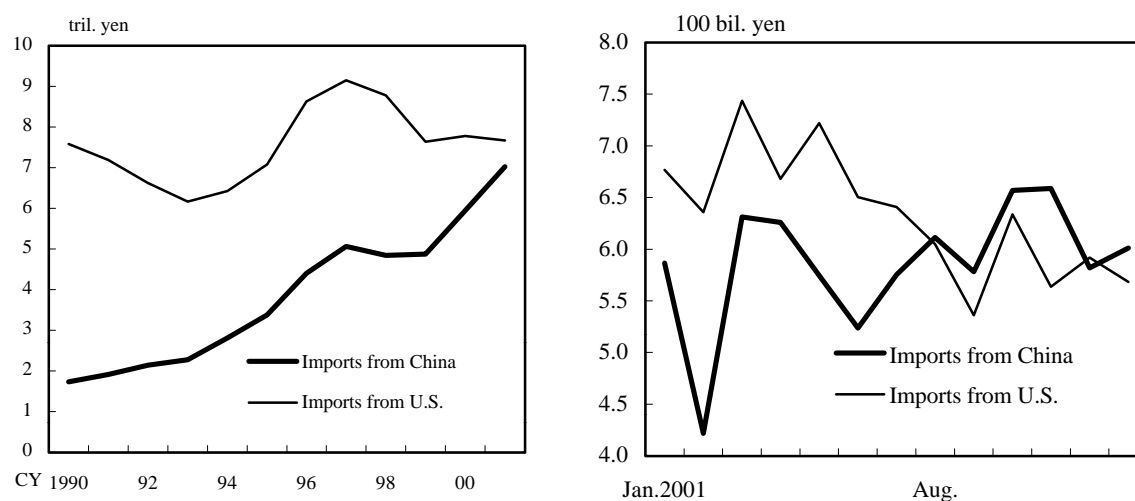 tril. yen
10
9
8
7
6
5
4
3
2
1
0
Imports from China
Imports from U.S.
CY 1990 92 94 96 98 00
100 bil. yen
8.0
7.5
7.0
6.5
6.0
5.5
5.0
4.5
4.0
Imports from China
Imports from U.S.
Jan.2001 Aug.